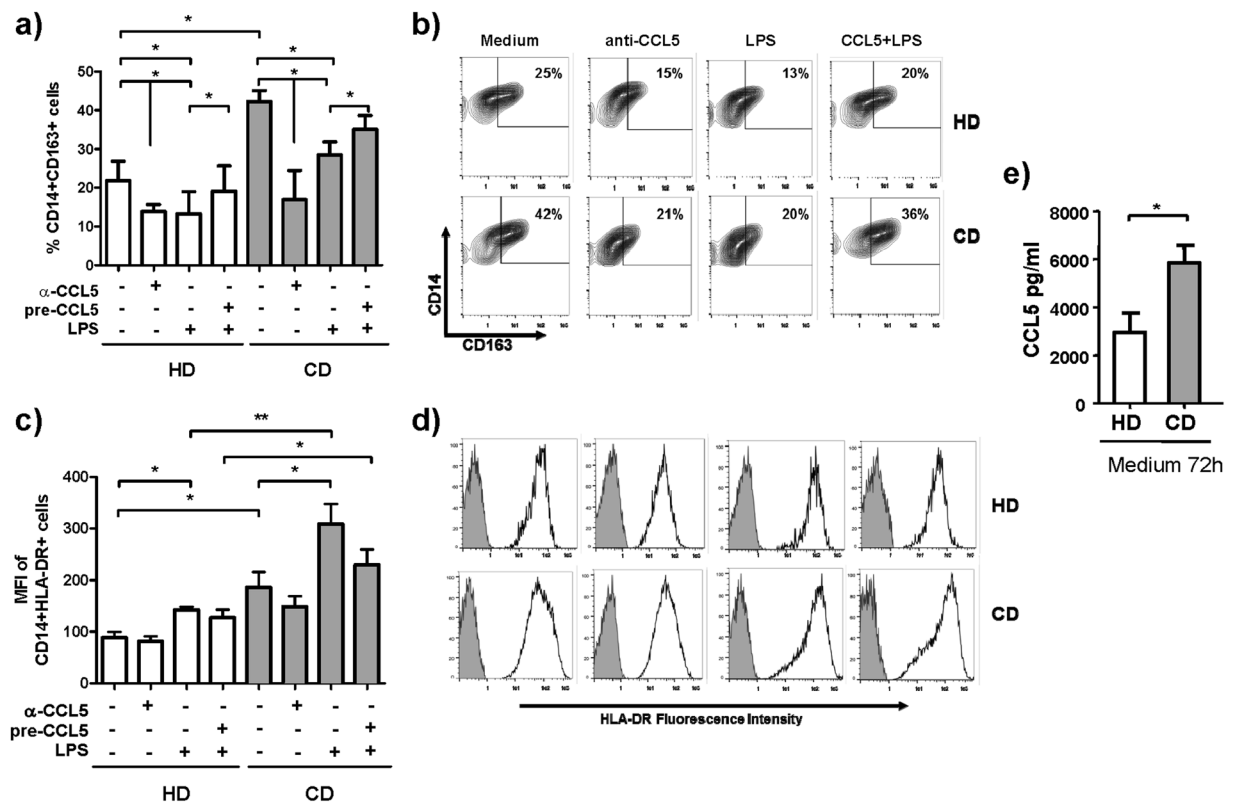 a)
*
*
*
*
*
*
*
% CD14+CD163+ cells
50
40
30
20
10
0
α-CCL5 - + - - - + - -
pre-CCL5 - - - + - - - +
LPS - - + + - - + +
HD CD
b)
Medium anti-CCL5 LPS CCL5+LPS
25% 15% 13% 20%
HD
42% 21% 20% 36%
CD
CD14
CD163
e)
*
CCL5 pg/ml
8000
6000
4000
2000
0
HD CD
Medium 72h
c)
**
*
*
*
*
MFI of
CD14+HLA-DR+ cells
400
300
200
100
0
α-CCL5 - + - - - + - -
pre-CCL5 - - - + - - - +
LPS - - + + - - + +
HD CD
d)
HD
CD
HLA-DR Fluorescence Intensity